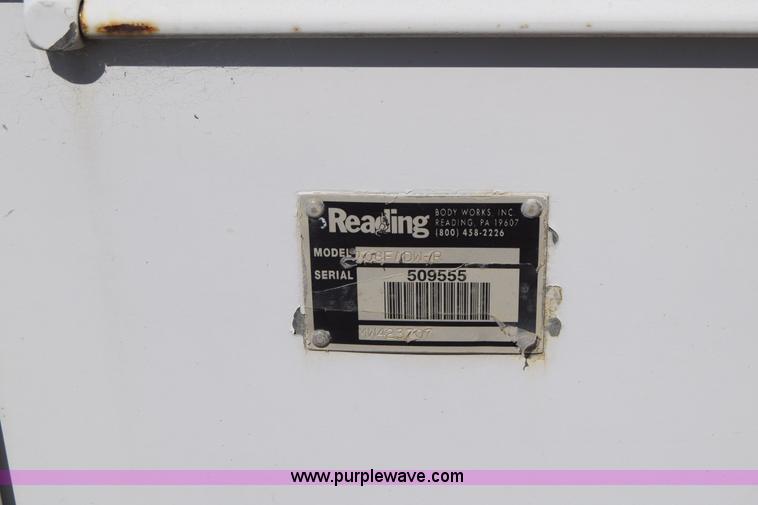 Reading
BODY WORKS, INC.
READING, PA 19607
(800) 458-2226
MODEL
SERIAL 509555
www.purplewave.com